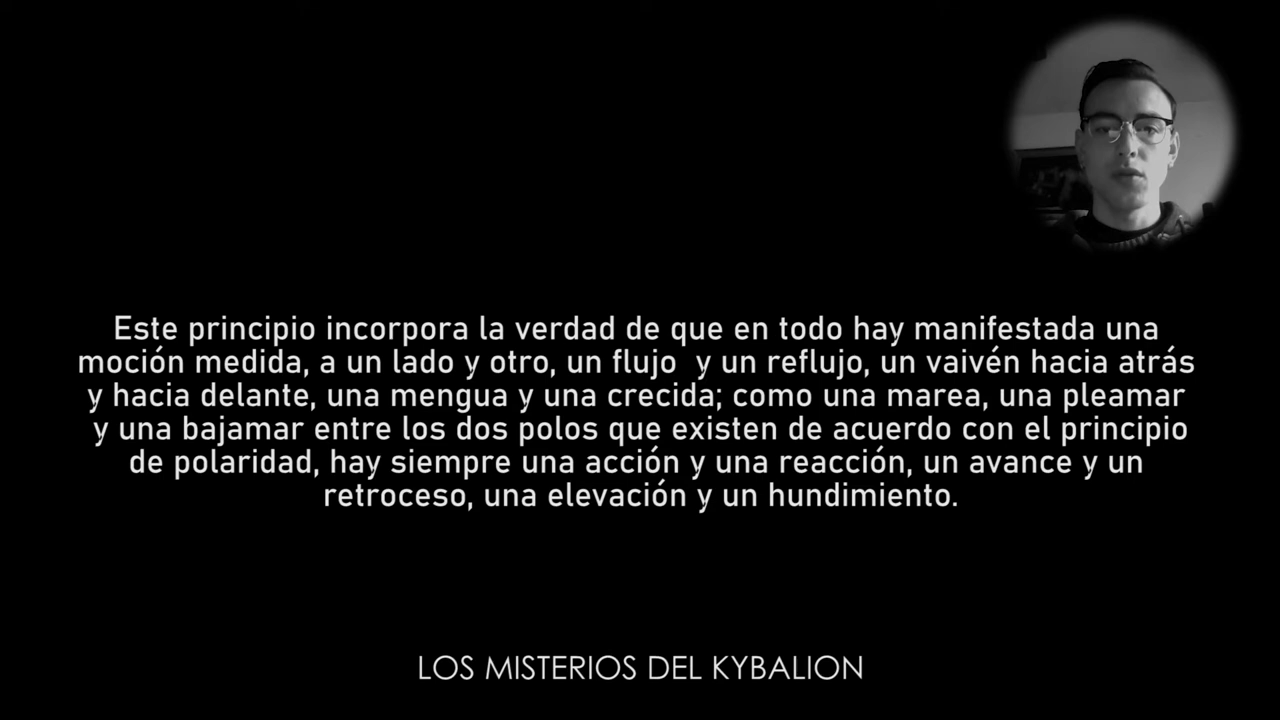 Este principio incorpora la verdad de que en todo hay manifestada una
moción medida, a un lado y otro, un flujo  y un reflujo, un vaivén hacia atrás
y hacia delante, una mengua y una crecida; como una marea, una pleamar
y una bajamar entre los dos polos que existen de acuerdo con el principio
de polaridad, hay siempre una acción y una reacción, un avance y un
retroceso, una elevación y un hundimiento.
LOS MISTERIOS DEL KYBALION